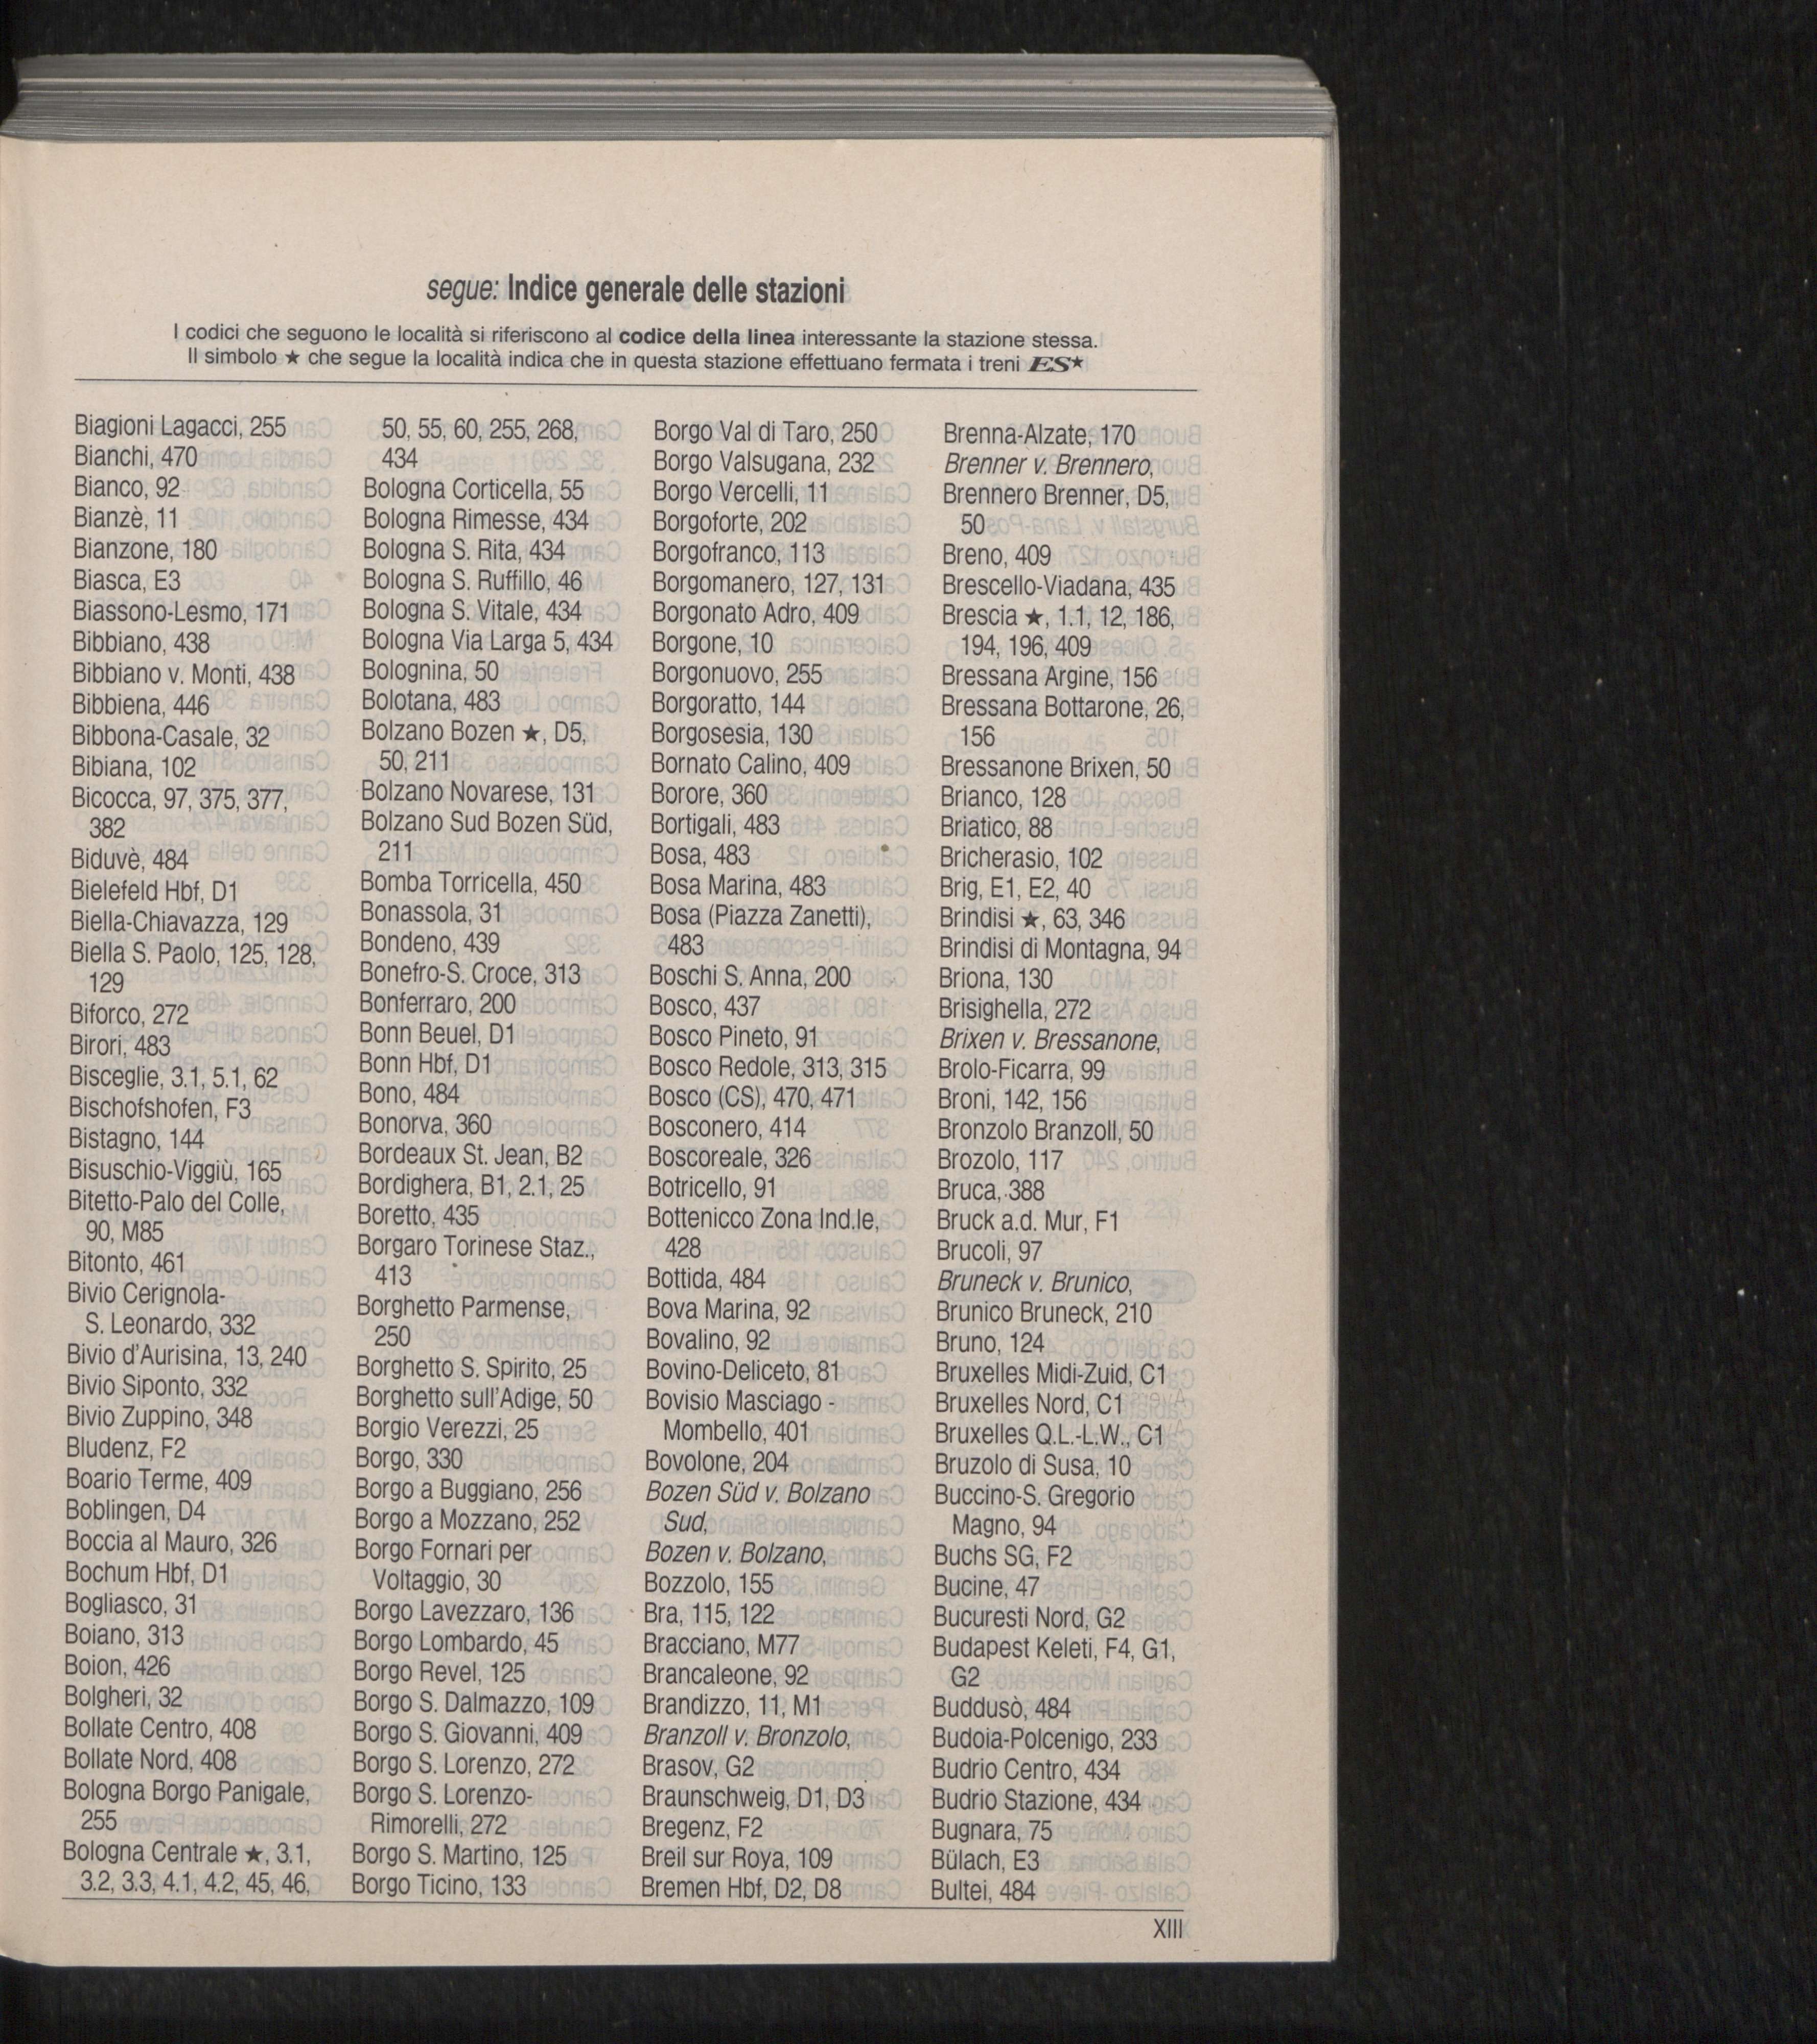 segue: Indice generale delle stazioni
I codici che seguono le località si riferiscono al codice della linea interessante la stazione stessa.
Il simbolo ★ che segue la località indica che in questa stazione effettuano fermata i treni ES★
Biagioni Lagacci, 255
Bianchi, 470
Bianco, 92
Bianzè, 11
Bianzone, 180
Biasca, E3
Biassono-Lesmo, 171
Bibbiano, 438
Bibbiano v. Monti, 438
Bibbiena, 446
Bibbona-Casale, 32
Bibiana, 102
Bicocca, 97, 375, 377,
382
Biduvè, 484
Bielefeld Hbf, D1
Biella-Chiavazza, 129
Biella S. Paolo, 125, 128,
129
Biforco, 272
Birori, 483
Bisceglie, 3.1, 5.1, 62
Bischofshofen, F3
Bistagno, 144
Bisuschio-Viggiù, 165
Bitetto-Palo del Colle,
90, M85
Bitonto, 461
Bivio Cerignola-
S. Leonardo, 332
Bivio d'Aurisina, 13, 240
Bivio Siponto, 332
Bivio Zuppino, 348
Bludenz, F2
Boario Terme, 409
Boblingen, D4
Boccia al Mauro, 326
Bochum Hbf, D1
Bogliasco, 31
Boiano, 313
Boion, 426
Bolgheri, 32
Bollate Centro, 408
Bollate Nord, 408
Bologna Borgo Panigale,
255
Bologna Centrale ★, 3.1,
3.2, 3.3, 4.1, 4.2, 45, 46,
50, 55, 60, 255, 268,
434
Bologna Corticella, 55
Bologna Rimesse, 434
Bologna S. Rita, 434
Bologna S. Ruffillo, 46
Bologna S. Vitale, 434
Bologna Via Larga 5, 434
Bolognina, 50
Bolotana, 483
Bolzano Bozen ★, D5,
50, 211
Bolzano Novarese, 131
Bolzano Sud Bozen Süd,
211
Bomba Torricella, 450
Bonassola, 31
Bondeno, 439
Bonefro-S. Croce, 313
Bonferraro, 200
Bonn Beuel, D1
Bonn Hbf, D1
Bono, 484
Bonorva, 360
Bordeaux St. Jean, B2
Bordighera, B1, 2.1, 25
Boretto, 435
Borgaro Torinese Staz.,
413
Borghetto Parmense,
250
Borghetto S. Spirito, 25
Borghetto sull'Adige, 50
Borgio Verezzi, 25
Borgo, 330
Borgo a Buggiano, 256
Borgo a Mozzano, 252
Borgo Fornari per
Voltaggio, 30
Borgo Lavezzaro, 136
Borgo Lombardo, 45
Borgo Revel, 125
Borgo S. Dalmazzo, 109
Borgo S. Giovanni, 409
Borgo S. Lorenzo, 272
Borgo S. Lorenzo-
Rimorelli, 272
Borgo S. Martino, 125
Borgo Ticino, 133
Borgo Val di Taro, 250
Borgo Valsugana, 232
Borgo Vercelli, 11
Borgoforte, 202
Borgofranco, 113
Borgomanero, 127, 131
Borgonato Adro, 409
Borgone, 10
Borgonuovo, 255
Borgoratto, 144
Borgosesia, 130
Bornato Calino, 409
Borore, 360
Bortigali, 483
Bosa, 483
Bosa Marina, 483
Bosa (Piazza Zanetti),
483
Boschi S. Anna, 200
Bosco, 437
Bosco Pineto, 91
Bosco Redole, 313, 315
Bosco (CS), 470, 471
Bosconero, 414
Boscoreale, 326
Botricello, 91
Bottenicco Zona Ind.le,
428
Bottida, 484
Bova Marina, 92
Bovalino, 92
Bovino-Deliceto, 81
Bovisio Masciago -
Mombello, 401
Bovolone, 204
Bozen Süd v. Bolzano
Sud,
Bozen v. Bolzano,
Bozzolo, 155
Bra, 115, 122
Bracciano, M77
Brancaleone, 92
Brandizzo, 11, M1
Branzoll v. Bronzolo,
Brasov, G2
Braunschweig, D1, D3
Bregenz, F2
Breil sur Roya, 109
Bremen Hbf, D2, D8
Brenna-Alzate, 170
Brenner v. Brennero,
Brennero Brenner, D5,
50
Breno, 409
Brescello-Viadana, 435
Brescia ★, 1.1, 12, 186,
194, 196, 409
Bressana Argine, 156
Bressana Bottarone, 26,
156
Bressanone Brixen, 50
Brianco, 128
Briatico, 88
Bricherasio, 102
Brig, E1, E2, 40
Brindisi ★, 63, 346
Brindisi di Montagna, 94
Briona, 130
Brisighella, 272
Brixen v. Bressanone,
Brolo-Ficarra, 99
Broni, 142, 156
Bronzolo Branzoll, 50
Brozolo, 117
Bruca, 388
Bruck a.d. Mur, F1
Brucoli, 97
Bruneck v. Brunico,
Brunico Bruneck, 210
Bruno, 124
Bruxelles Midi-Zuid, C1
Bruxelles Nord, C1
Bruxelles Q.L.-L.W., C1
Bruzolo di Susa, 10
Buccino-S. Gregorio
Magno, 94
Buchs SG, F2
Bucine, 47
Bucuresti Nord, G2
Budapest Keleti, F4, G1,
G2
Buddusò, 484
Budoia-Polcenigo, 233
Budrio Centro, 434
Budrio Stazione, 434
Bugnara, 75
Bülach, E3
Bultei, 484
XIII